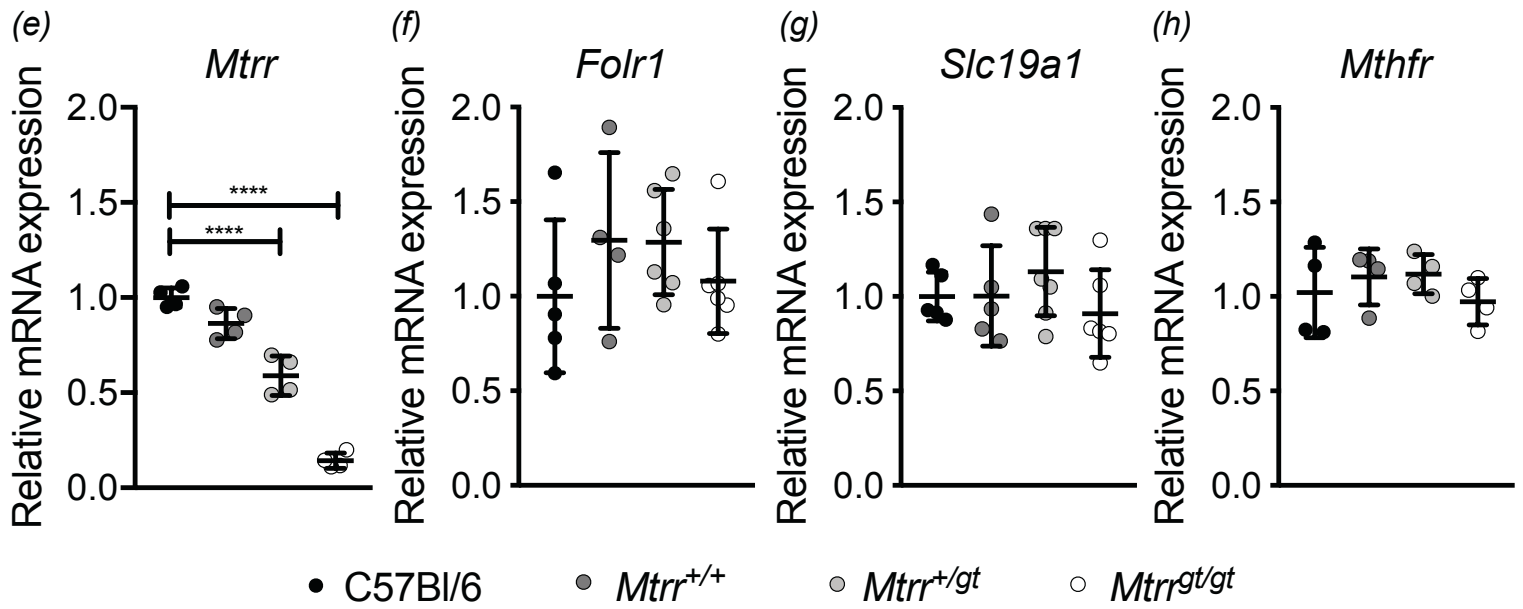 (e) (f) (g) (h)
Mtrr Folr1 Slc19a1 Mthfr
Relative mRNA expression Relative mRNA expression Relative mRNA expression Relative mRNA expression
2.0 2.0 2.0 2.0
1.5 1.5 1.5 1.5
****
****
1.0 1.0 1.0 1.0
0.5 0.5 0.5 0.5
0.0 0.0 0.0 0.0
C57Bl/6 Mtrr+/+ Mtrr+/gt Mtrrgt/gt